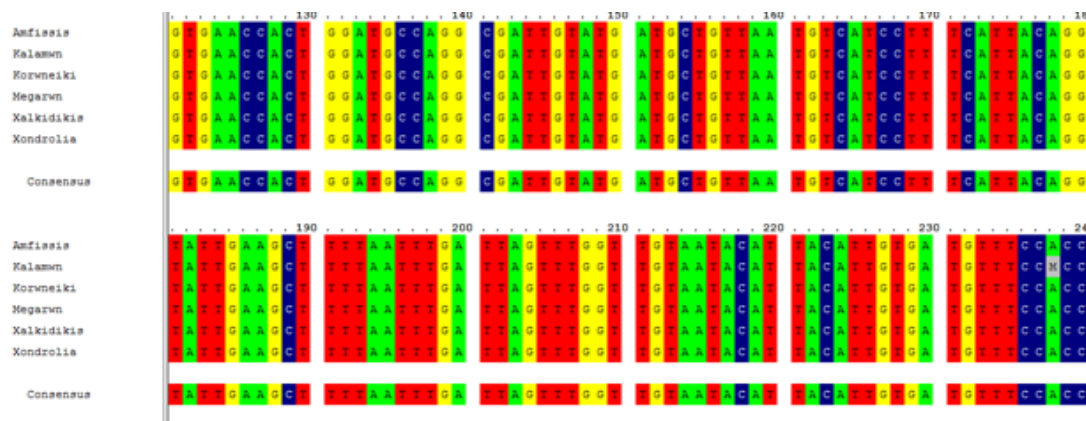 130 140 150 160 170 18
Amfissis GTGAACCACT GGATGCCAGG CGATTGTATG ATGCTGTTAA TGTCATCCTT TCATTACAGG
Kalamwn GTGAACCACT GGATGCCAGG CGATTGTATG ATGCTGTTAA TGTCATCCTT TCATTACAGG
Korwneiki GTGAACCACT GGATGCCAGG CGATTGTATG ATGCTGTTAA TGTCATCCTT TCATTACAGG
Megarwn GTGAACCACT GGATGCCAGG CGATTGTATG ATGCTGTTAA TGTCATCCTT TCATTACAGG
Xalkidikis GTGAACCACT GGATGCCAGG CGATTGTATG ATGCTGTTAA TGTCATCCTT TCATTACAGG
Xondrolia GTGAACCACT GGATGCCAGG CGATTGTATG ATGCTGTTAA TGTCATCCTT TCATTACAGG
Consensus GTGAACCACT GGATGCCAGG CGATTGTATG ATGCTGTTAA TGTCATCCTT TCATTACAGG
190 200 210 220 230 24
Amfissis TATTGAAGCT TTTAATTTGA TTAGTTTGGT TGTAATACAT TACATTGTGA TGTTTCCACC
Kalamwn TATTGAAGCT TTTAATTTGA TTAGTTTGGT TGTAATACAT TACATTGTGA TGTTTCCMCC
Korwneiki TATTGAAGCT TTTAATTTGA TTAGTTTGGT TGTAATACAT TACATTGTGA TGTTTCCACC
Megarwn TATTGAAGCT TTTAATTTGA TTAGTTTGGT TGTAATACAT TACATTGTGA TGTTTCCACC
Xalkidikis TATTGAAGCT TTTAATTTGA TTAGTTTGGT TGTAATACAT TACATTGTGA TGTTTCCACC
Xondrolia TATTGAAGCT TTTAATTTGA TTAGTTTGGT TGTAATACAT TACATTGTGA TGTTTCCACC
Consensus TATTGAAGCT TTTAATTTGA TTAGTTTGGT TGTAATACAT TACATTGTGA TGTTTCCACC